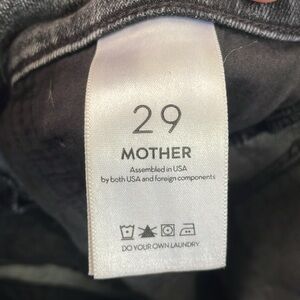 29
MOTHER
Assembled in USA
by both USA and foreign components
DO YOUR OWN LAUNDRY